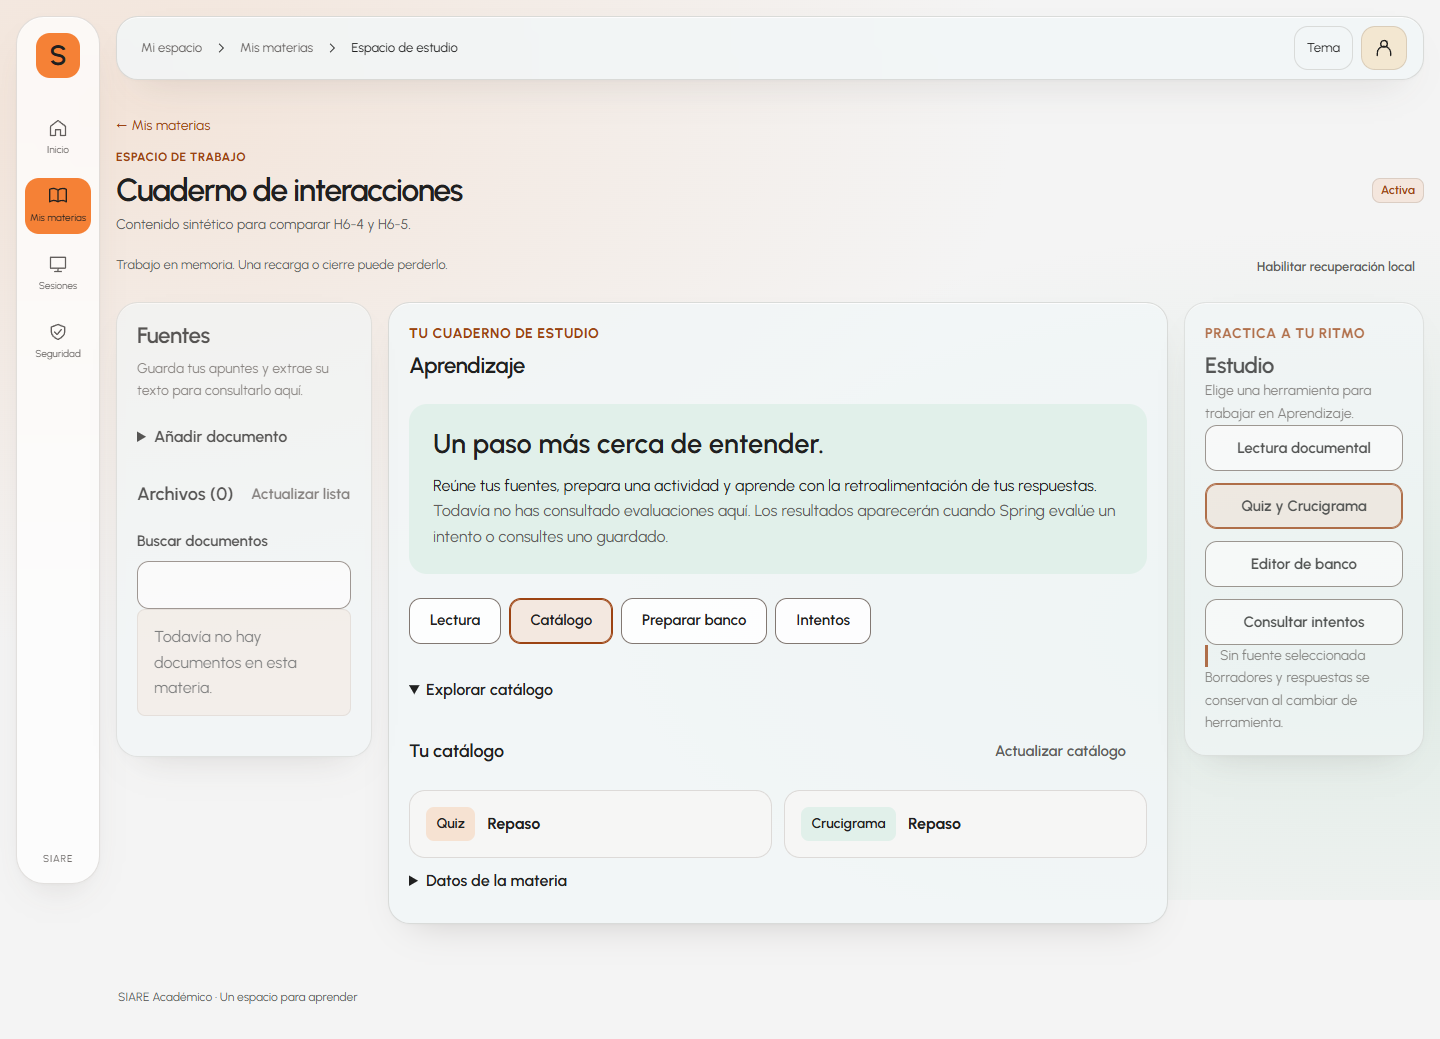 S
Inicio
Mis materias
Sesiones
Seguridad
SIARE
Mi espacio > Mis materias > Espacio de estudio
Tema
← Mis materias
ESPACIO DE TRABAJO
Cuaderno de interacciones
Activa
Contenido sintético para comparar H6-4 y H6-5.
Trabajo en memoria. Una recarga o cierre puede perderlo.
Habilitar recuperación local
Fuentes
Guarda tus apuntes y extrae su
texto para consultarlo aquí.
Añadir documento
Archivos (0) Actualizar lista
Buscar documentos
Todavía no hay
documentos en esta
materia.
TU CUADERNO DE ESTUDIO
Aprendizaje
Un paso más cerca de entender.
Reúne tus fuentes, prepara una actividad y aprende con la retroalimentación de tus respuestas.
Todavía no has consultado evaluaciones aquí. Los resultados aparecerán cuando Spring evalúe un
intento o consultes uno guardado.
Lectura Catálogo Preparar banco Intentos
Explorar catálogo
Tu catálogo Actualizar catálogo
Quiz Repaso
Crucigrama Repaso
Datos de la materia
PRACTICA A TU RITMO
Estudio
Elige una herramienta para
trabajar en Aprendizaje.
Lectura documental
Quiz y Crucigrama
Editor de banco
Consultar intentos
Sin fuente seleccionada
Borradores y respuestas se
conservan al cambiar de
herramienta.
SIARE Académico · Un espacio para aprender